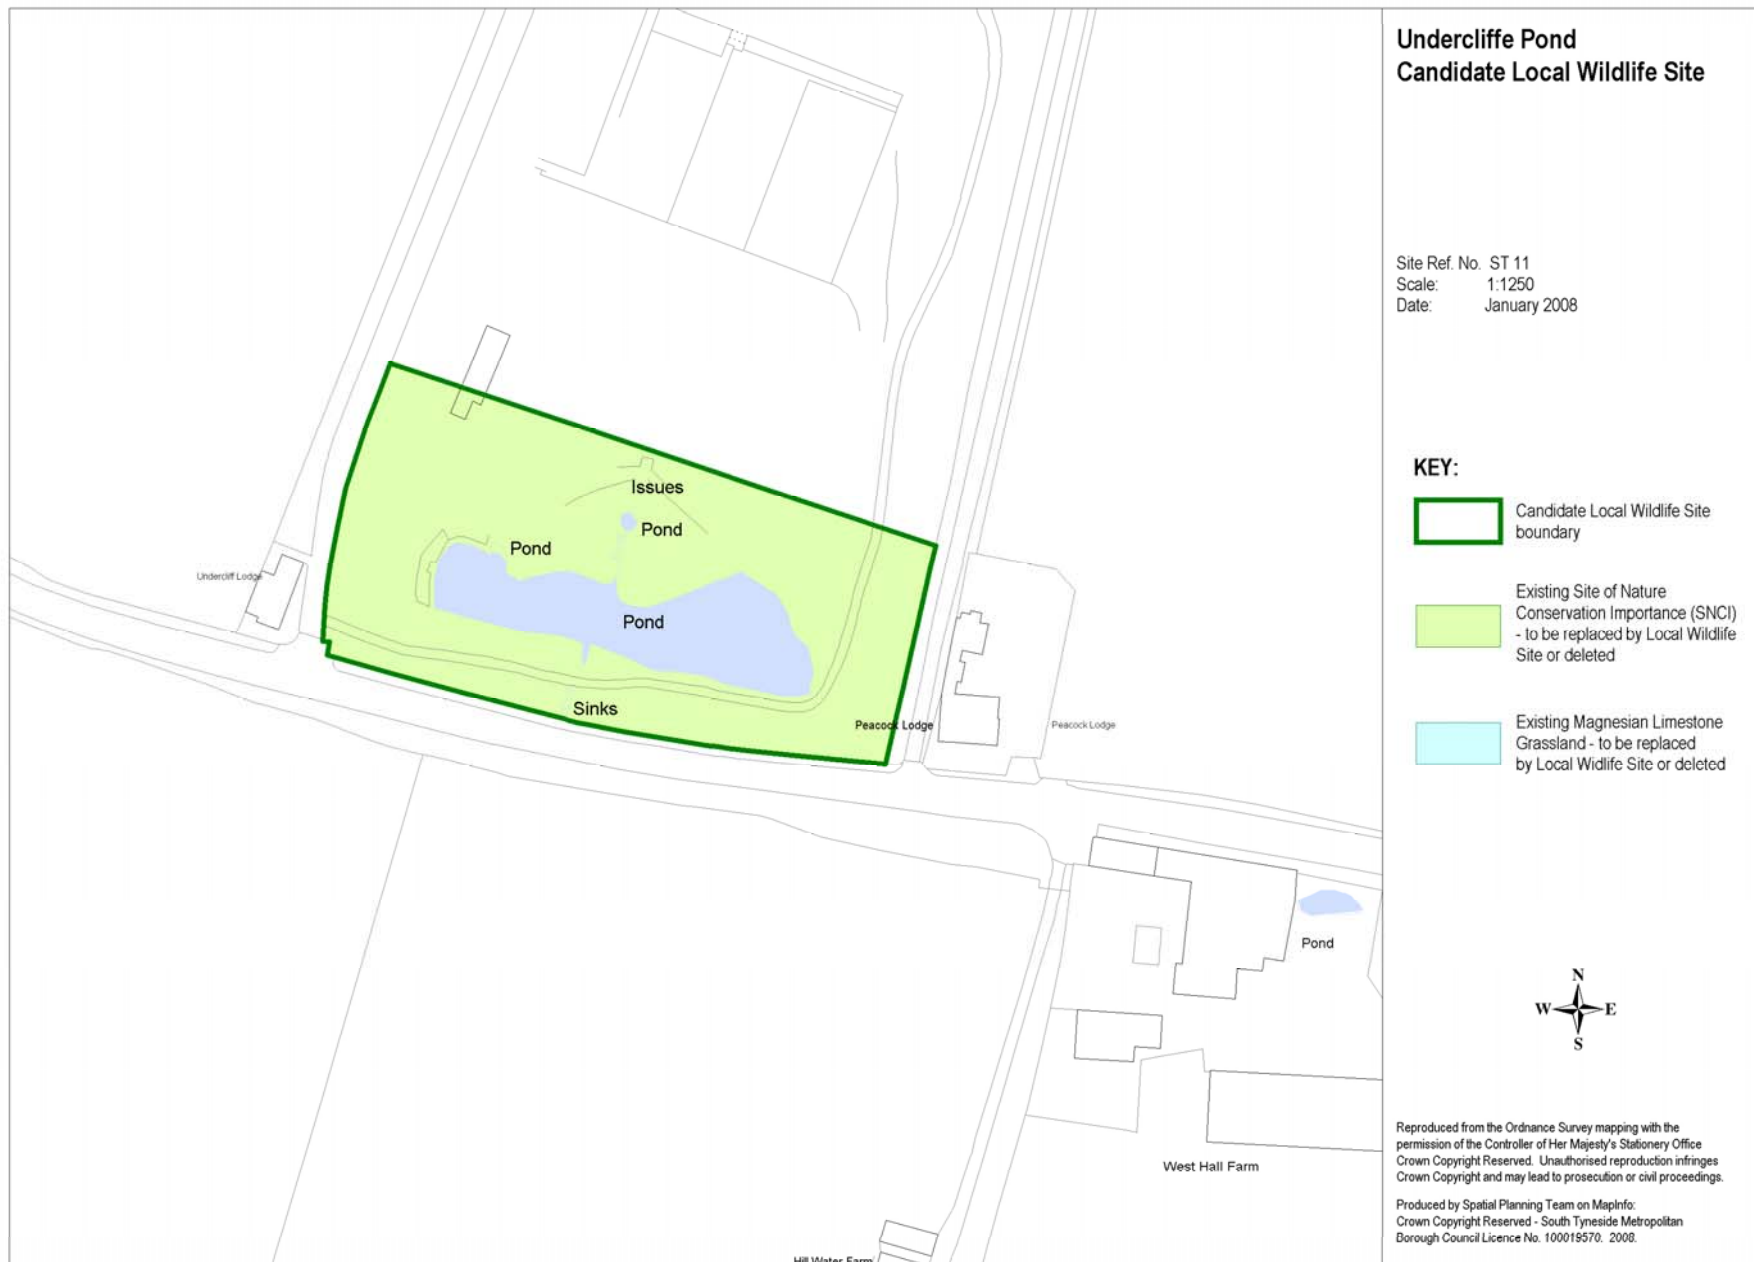 Undercliffe Pond
Candidate Local Wildlife Site
Site Ref. No. ST 11
Scale: 1:1250
Date: January 2008
KEY:
Candidate Local Wildlife Site
boundary
Existing Site of Nature
Conservation Importance (SNCI)
- to be replaced by Local Wildlife
Site or deleted
Existing Magnesian Limestone
Grassland - to be replaced
by Local Widlife Site or deleted
N
W E
S
Reproduced from the Ordnance Survey mapping with the
permission of the Controller of Her Majesty's Stationery Office
Crown Copyright Reserved. Unauthorised reproduction infringes
Crown Copyright and may lead to prosecution or civil proceedings.
Produced by Spatial Planning Team on MapInfo:
Crown Copyright Reserved - South Tyneside Metropolitan
Borough Council Licence No. 100019570. 2008.
Issues
Pond
Pond
Undercliff Lodge
Pond
Sinks
Peacock Lodge
Peacock Lodge
Pond
West Hall Farm
Hill Water Farm